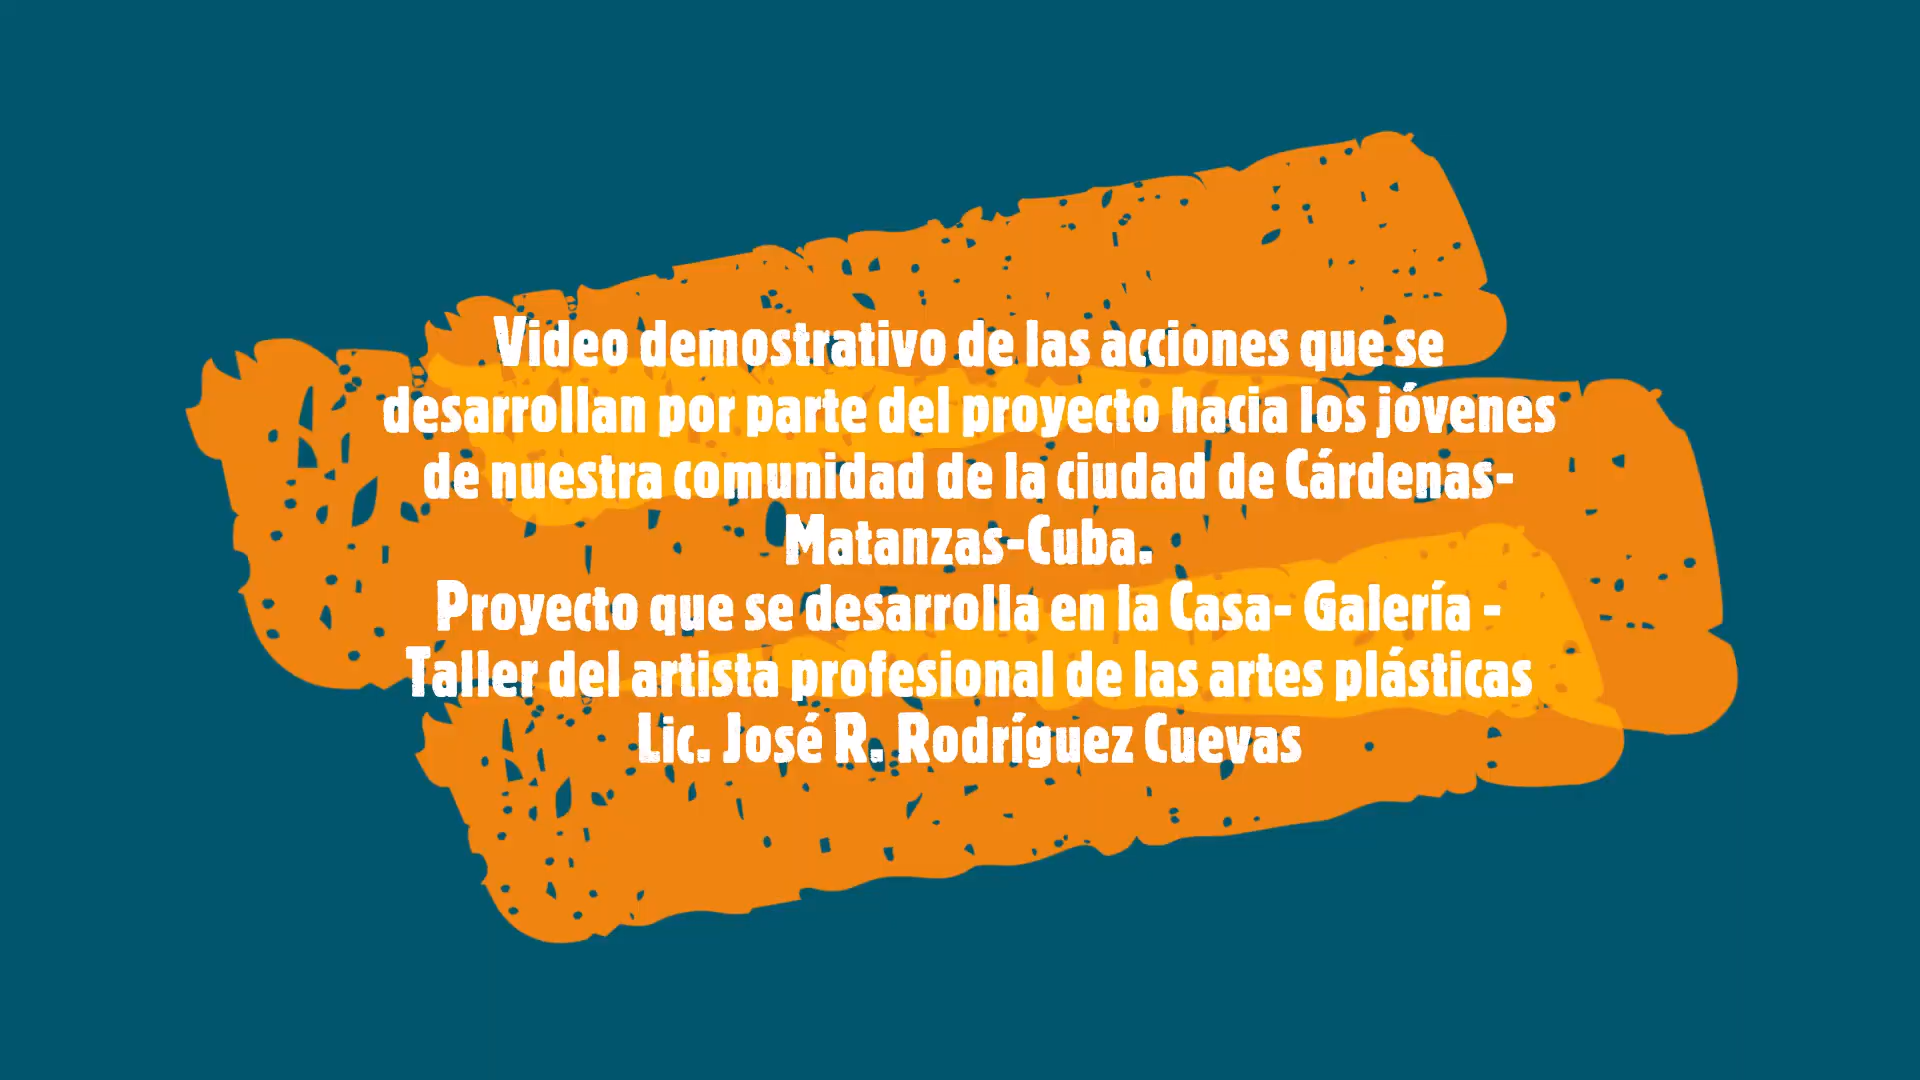 Video demostrativo de las acciones que se
desarrollan por parte del proyecto hacia los jóvenes
de nuestra comunidad de la ciudad de Cárdenas-
Matanzas-Cuba.
Proyecto que se desarrolla en la Casa- Galería -
Taller del artista profesional de las artes plásticas
Lic. José R. Rodríguez Cuevas